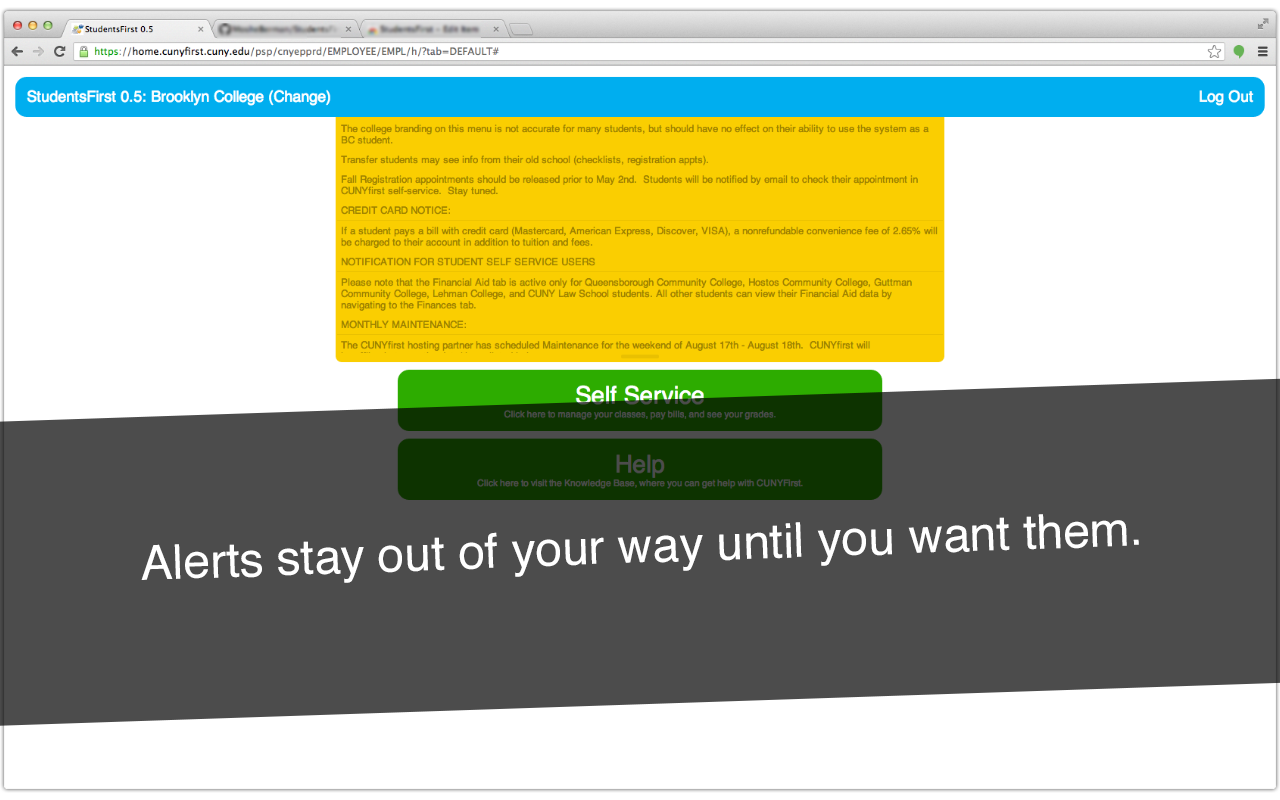 StudentsFirst 0.5
StudentsFirst - Edit Item
https://home.cunyfirst.cuny.edu/psp/cnyepprd/EMPLOYEE/EMPL/h/?tab=DEFAULT#
StudentsFirst 0.5: Brooklyn College (Change)
Log Out
The college branding on this menu is not accurate for many students, but should have no effect on their ability to use the system as a
BC student.
Transfer students may see info from their old school (checklists, registration appts).
Fall Registration appointments should be released prior to May 2nd.  Students will be notified by email to check their appointment in
CUNYfirst self-service.  Stay tuned.
CREDIT CARD NOTICE:
If a student pays a bill with credit card (Mastercard, American Express, Discover, VISA), a nonrefundable convenience fee of 2.65% will
be charged to their account in addition to tuition and fees.
NOTIFICATION FOR STUDENT SELF SERVICE USERS
Please note that the Financial Aid tab is active only for Queensborough Community College, Hostos Community College, Guttman
Community College, Lehman College, and CUNY Law School students. All other students can view their Financial Aid data by
navigating to the Finances tab.
MONTHLY MAINTENANCE:
The CUNYfirst hosting partner has scheduled Maintenance for the weekend of August 17th - August 18th.  CUNYfirst will
Self Service
Click here to manage your classes, pay bills, and see your grades.
Help
Click here to visit the Knowledge Base, where you can get help with CUNYFirst.
Alerts stay out of your way until you want them.